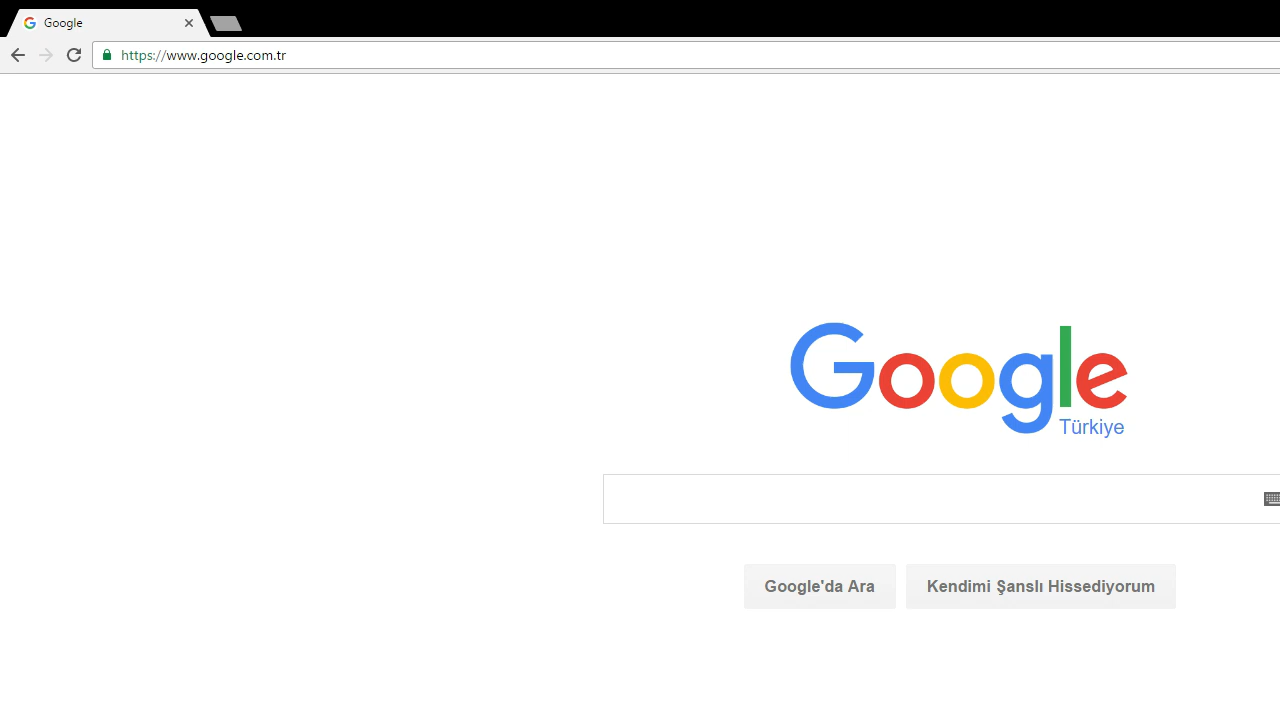 Google
https://www.google.com.tr
Google
Türkiye
Google'da Ara
Kendimi Şanslı Hissediyorum